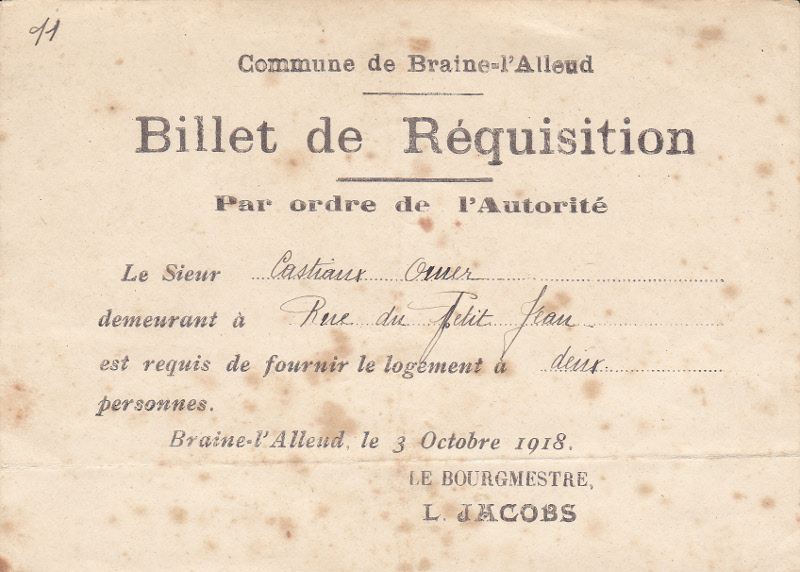 11
Commune de Braine-l'Alleud
Billet de Réquisition
Par ordre de l'Autorité
Le Sieur Castiaux Omer
demeurant à Rue du Petit Jean
est requis de fournir le logement à deux
personnes.
Braine-l'Alleud, le 3 Octobre 1918.
LE BOURGMESTRE,
L. JACOBS